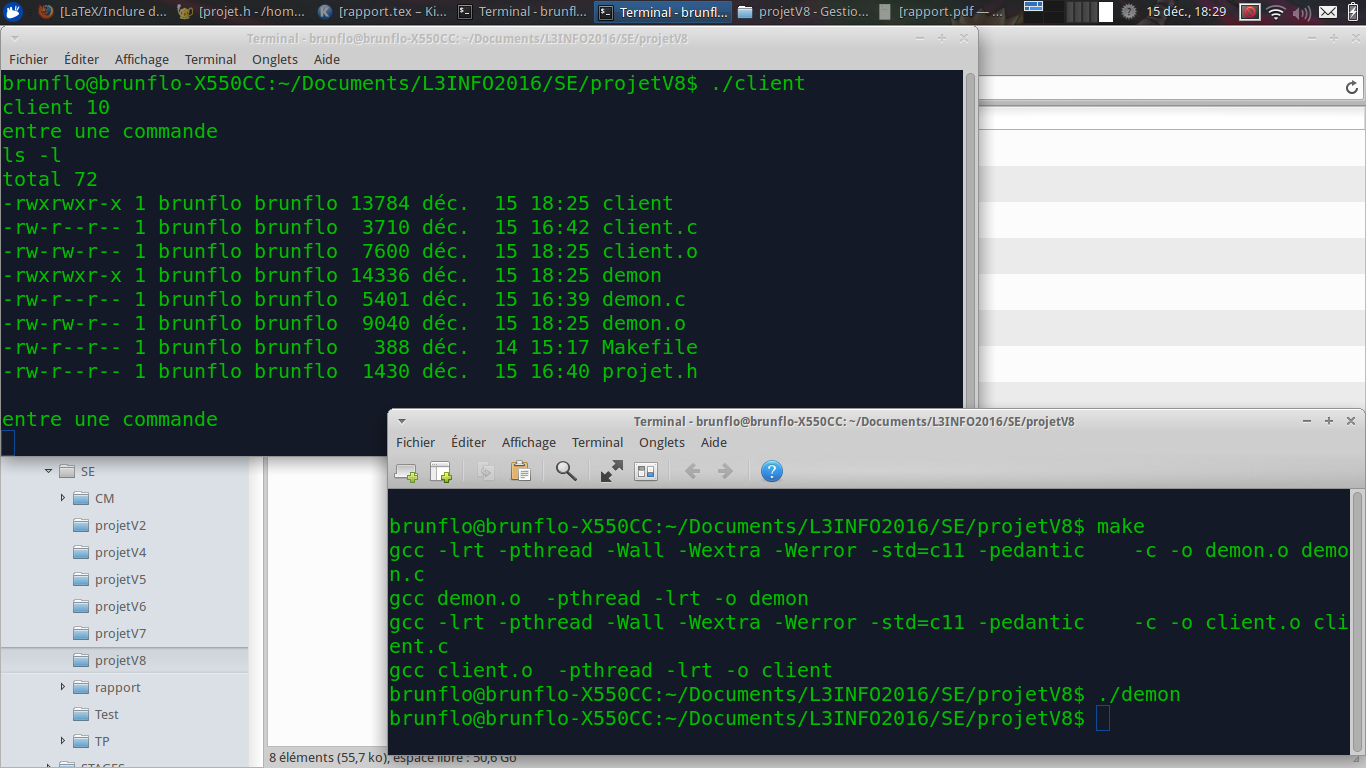 [LaTeX/Inclure d...
[projet.h - /hom...
[rapport.tex – Ki...
Terminal - brunfl...
Terminal - brunfl...
projetV8 - Gestio...
[rapport.pdf — ...
15 déc., 18:29
Terminal - brunflo@brunflo-X550CC: ~/Documents/L3INFO2016/SE/projetV8
Fichier Éditer Affichage Terminal Onglets Aide
brunflo@brunflo-X550CC:~/Documents/L3INFO2016/SE/projetV8$ ./client
client 10
entre une commande
ls -l
total 72
-rwxrwxr-x 1 brunflo brunflo 13784 déc.  15 18:25 client
-rw-r--r-- 1 brunflo brunflo  3710 déc.  15 16:42 client.c
-rw-rw-r-- 1 brunflo brunflo  7600 déc.  15 18:25 client.o
-rwxrwxr-x 1 brunflo brunflo 14336 déc.  15 18:25 demon
-rw-r--r-- 1 brunflo brunflo  5401 déc.  15 16:39 demon.c
-rw-rw-r-- 1 brunflo brunflo  9040 déc.  15 18:25 demon.o
-rw-r--r-- 1 brunflo brunflo   388 déc.  14 15:17 Makefile
-rw-r--r-- 1 brunflo brunflo  1430 déc.  15 16:40 projet.h
entre une commande
SE
CM
projetV2
projetV4
projetV5
projetV6
projetV7
projetV8
rapport
Test
TP
STAGES
8 éléments (55,7 ko), espace libre : 50,6 Go
Terminal - brunflo@brunflo-X550CC: ~/Documents/L3INFO2016/SE/projetV8
Fichier Éditer Affichage Terminal Onglets Aide
brunflo@brunflo-X550CC:~/Documents/L3INFO2016/SE/projetV8$ make
gcc -lrt -pthread -Wall -Wextra -Werror -std=c11 -pedantic    -c -o demon.o demo
n.c
gcc demon.o  -pthread -lrt -o demon
gcc -lrt -pthread -Wall -Wextra -Werror -std=c11 -pedantic    -c -o client.o cli
ent.c
gcc client.o  -pthread -lrt -o client
brunflo@brunflo-X550CC:~/Documents/L3INFO2016/SE/projetV8$ ./demon
brunflo@brunflo-X550CC:~/Documents/L3INFO2016/SE/projetV8$